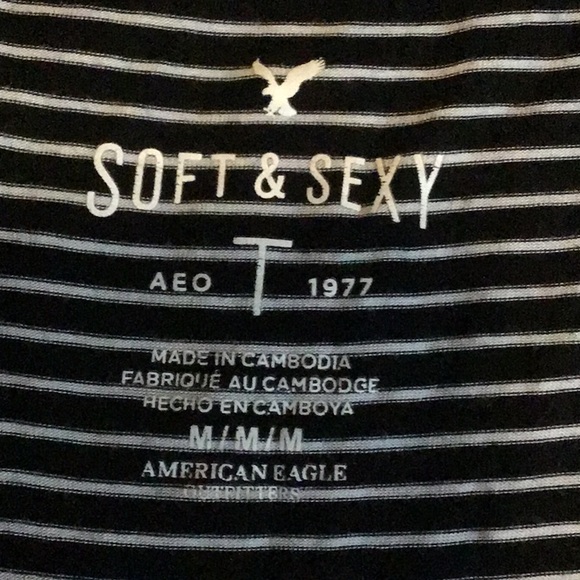 SOFT & SEXY
AEO T 1977
MADE IN CAMBODIA
FABRIQUÉ AU CAMBODGE
HECHO EN CAMBOYA
M/M/M
AMERICAN EAGLE
OUTFITTERS